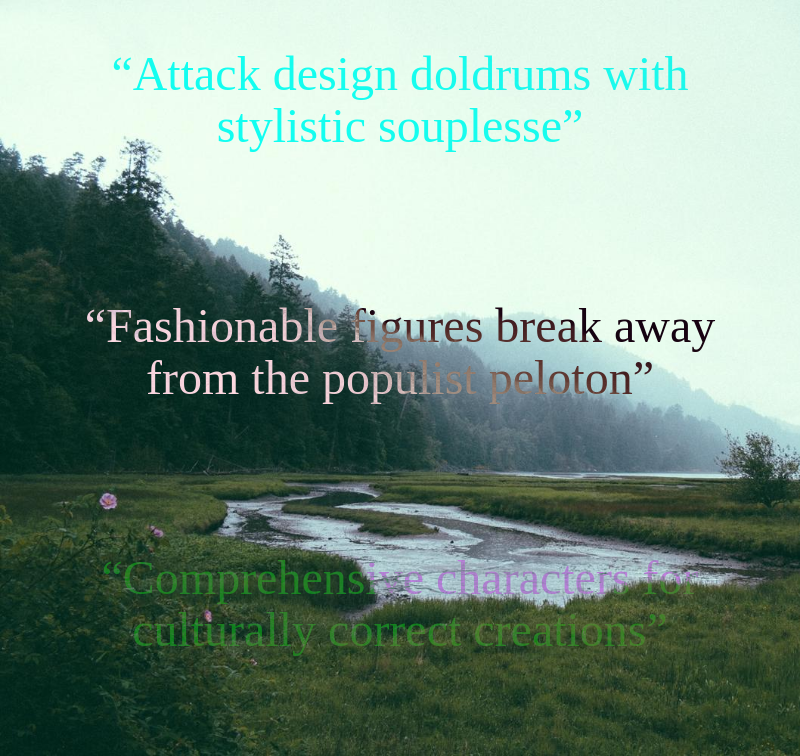 “Attack design doldrums with
stylistic souplesse”
“Fashionable figures break away
from the populist peloton”
“Comprehensive characters for
culturally correct creations”